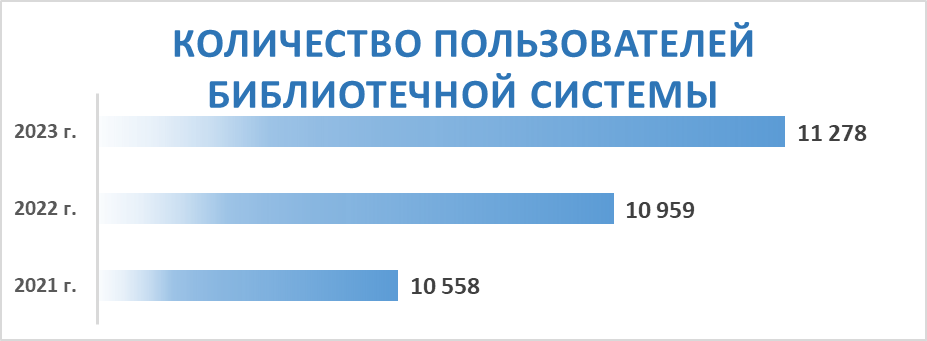 КОЛИЧЕСТВО ПОЛЬЗОВАТЕЛЕЙ
БИБЛИОТЕЧНОЙ СИСТЕМЫ
2023 г. 11 278
2022 г. 10 959
2021 г. 10 558